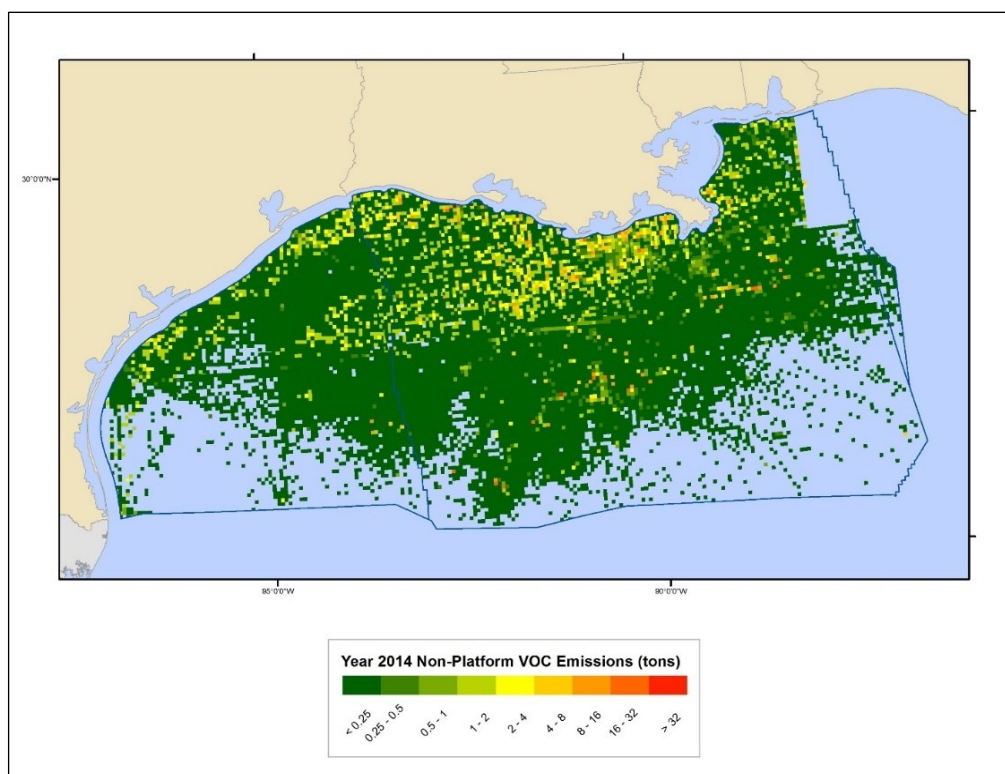 30°0'0"N
95°0'0"W
90°0'0"W
Year 2014 Non-Platform VOC Emissions (tons)
< 0.25
0.25 - 0.5
0.5 - 1
1 - 2
2 - 4
4 - 8
8 - 16
16 - 32
> 32